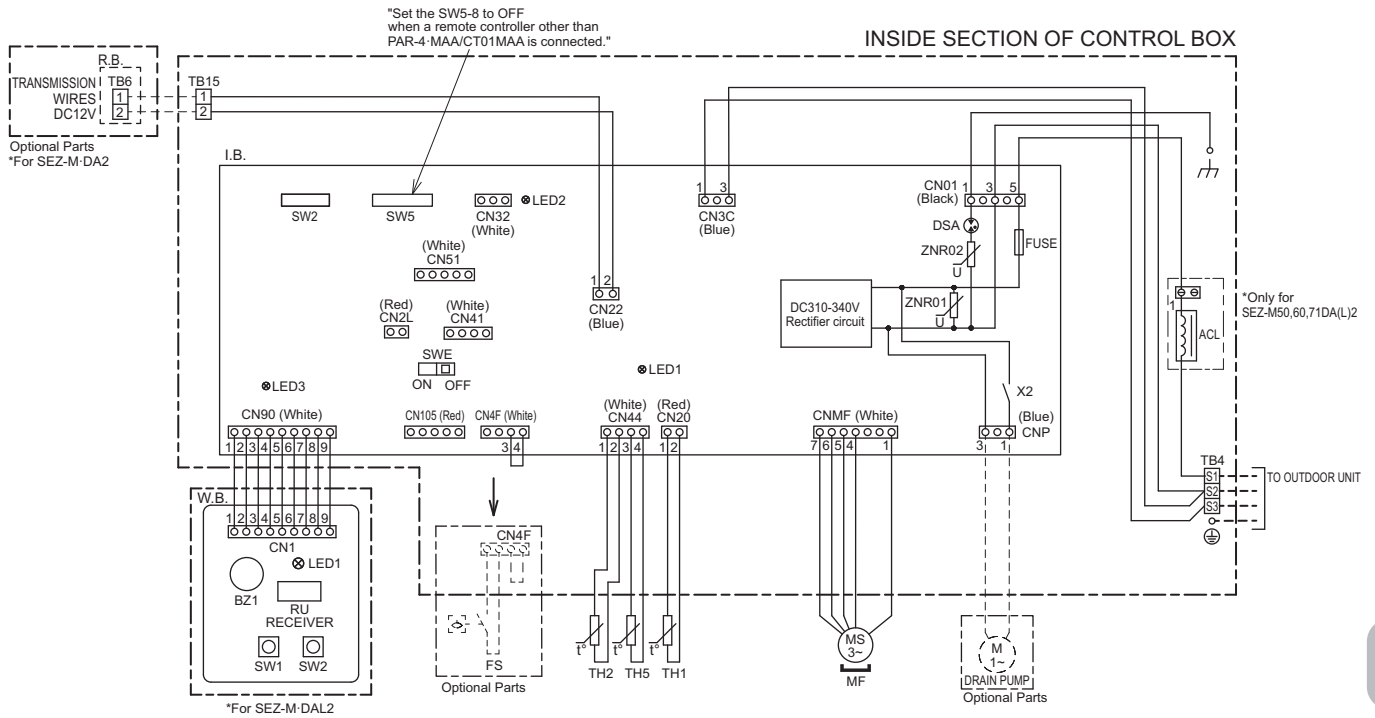 "Set the SW5-8 to OFF
when a remote controller other than
PAR-4·MAA/CT01MAA is connected."
INSIDE SECTION OF CONTROL BOX
R.B.
TRANSMISSION
WIRES
DC12V
TB6
1
2
TB15
1
2
Optional Parts
*For SEZ-M·DA2
I.B.
SW2
SW5
CN32
(White)
LED2
1 3
CN3C
(Blue)
CN01
(Black)
1 3 5
DSA
ZNR02
U
FUSE
(White)
CN51
1 2
CN22
(Blue)
(Red)
CN2L
(White)
CN41
DC310-340V
Rectifier circuit
ZNR01
U
1
ACL
*Only for
SEZ-M50,60,71DA(L)2
SWE
ON OFF
LED1
LED3
X2
CN90 (White)
1 2 3 4 5 6 7 8 9
CN105 (Red)
CN4F (White)
3 4
(White)
CN44
1 2 3 4
(Red)
CN20
1 2
CNMF (White)
7 6 5 4 1
(Blue)
CNP
3 1
TB4
S1
S2
S3
TO OUTDOOR UNIT
W.B.
1 2 3 4 5 6 7 8 9
CN1
LED1
BZ1
RU
RECEIVER
SW1
SW2
*For SEZ-M·DAL2
CN4F
FS
Optional Parts
t°
TH2
t°
TH5
t°
TH1
MS
3~
MF
M
1~
DRAIN PUMP
Optional Parts